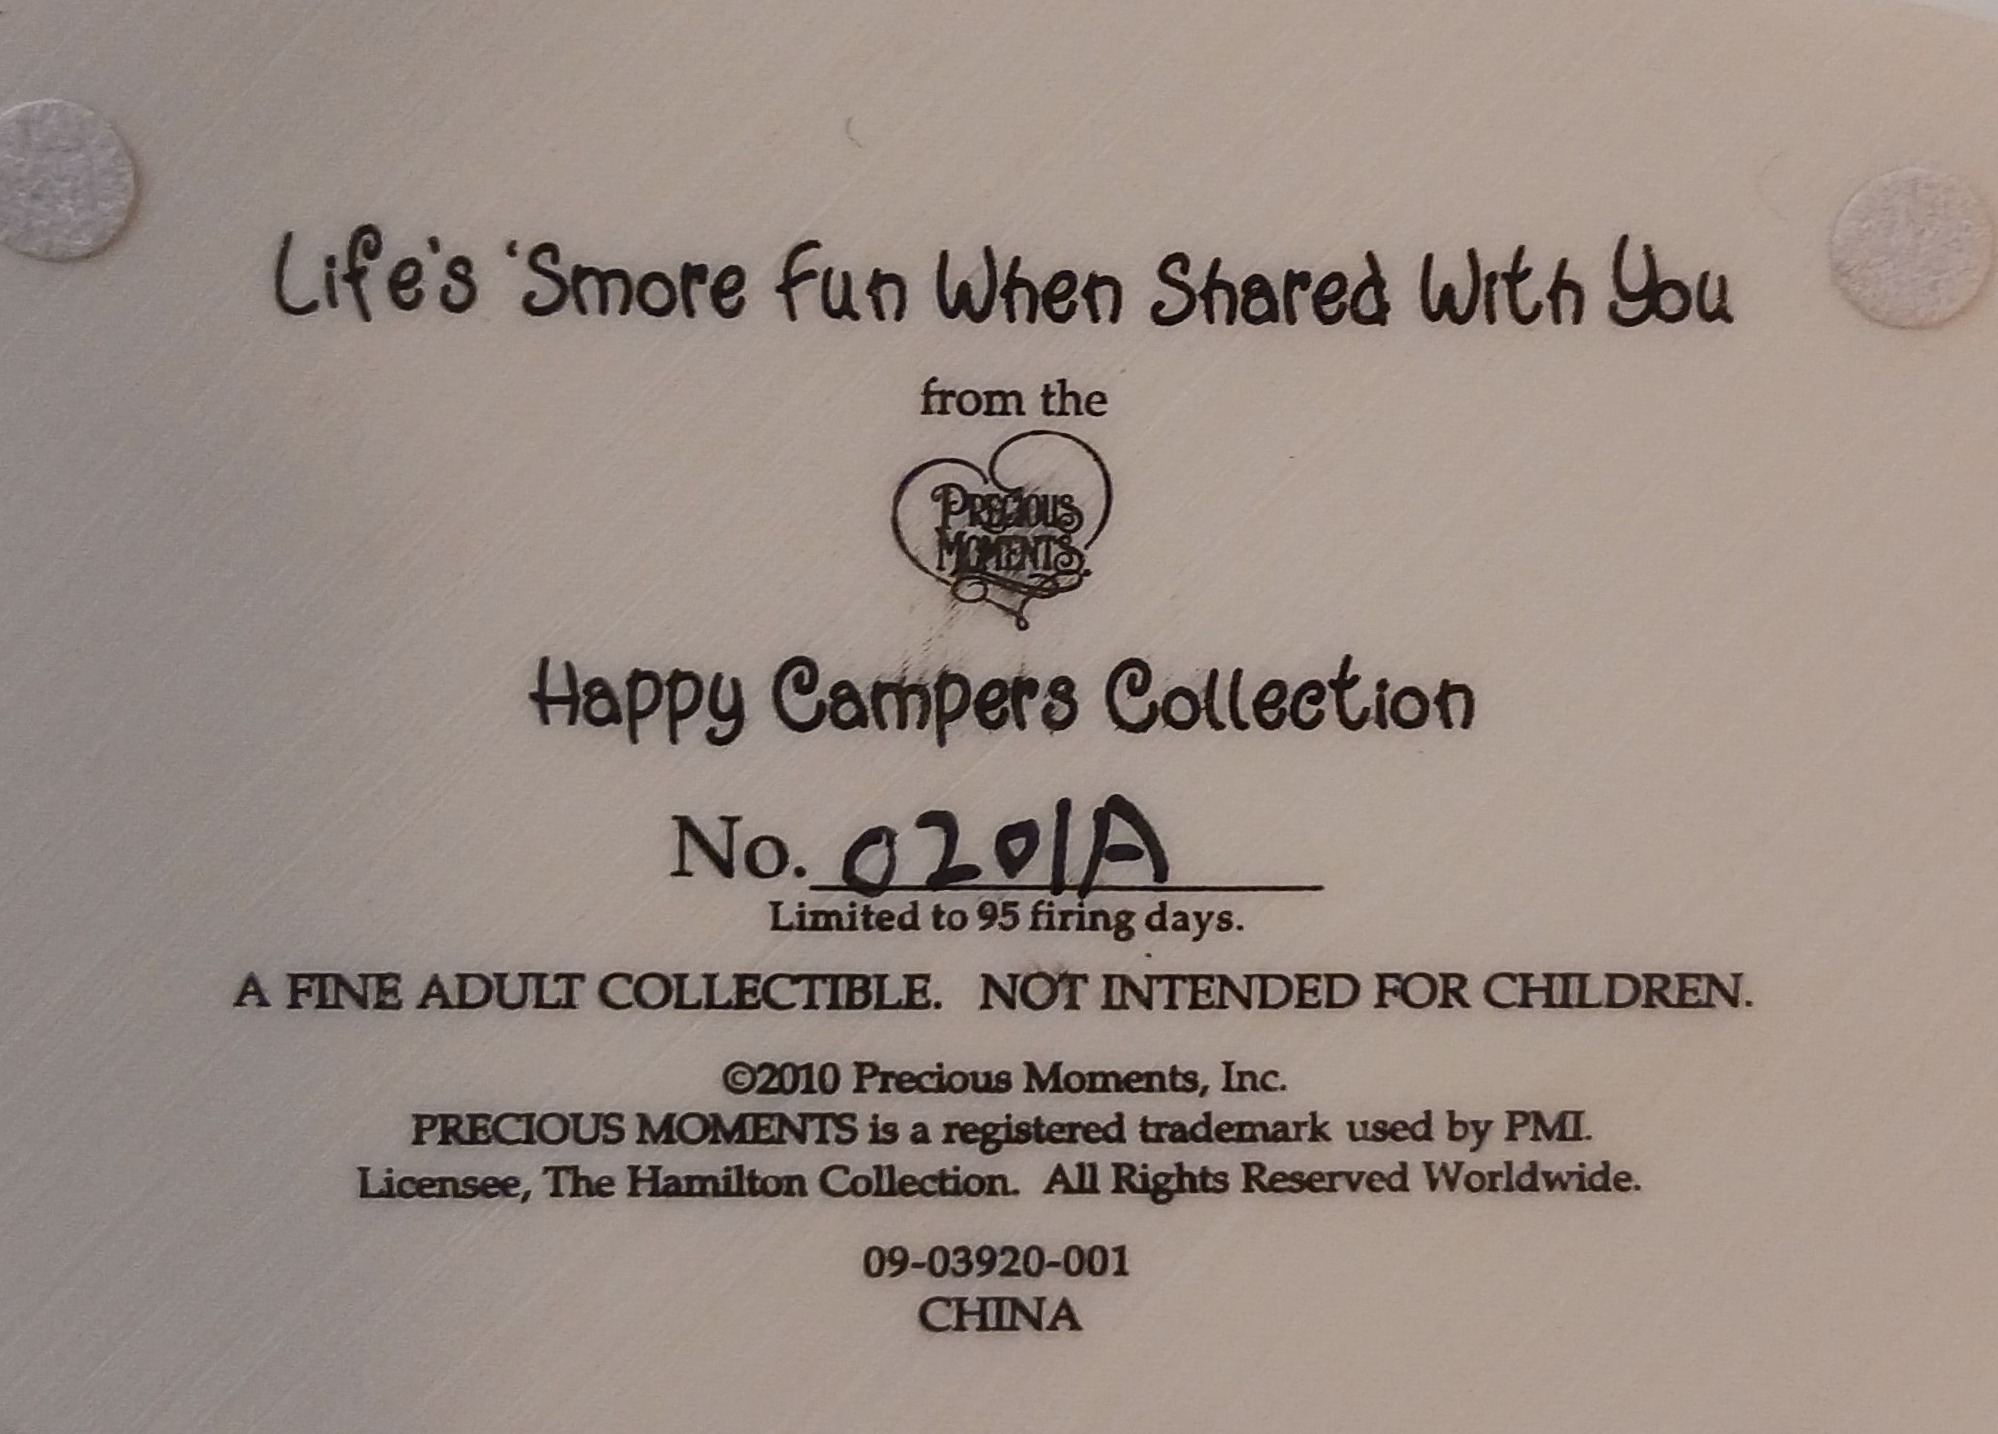 Life's 'Smore Fun When Shared With You
from the
PRECIOUS
MOMENTS.
Happy Campers Collection
No. 0201A
Limited to 95 firing days.
A FINE ADULT COLLECTIBLE. NOT INTENDED FOR CHILDREN.
©2010 Precious Moments, Inc.
PRECIOUS MOMENTS is a registered trademark used by PMI.
Licensee, The Hamilton Collection. All Rights Reserved Worldwide.
09-03920-001
CHINA